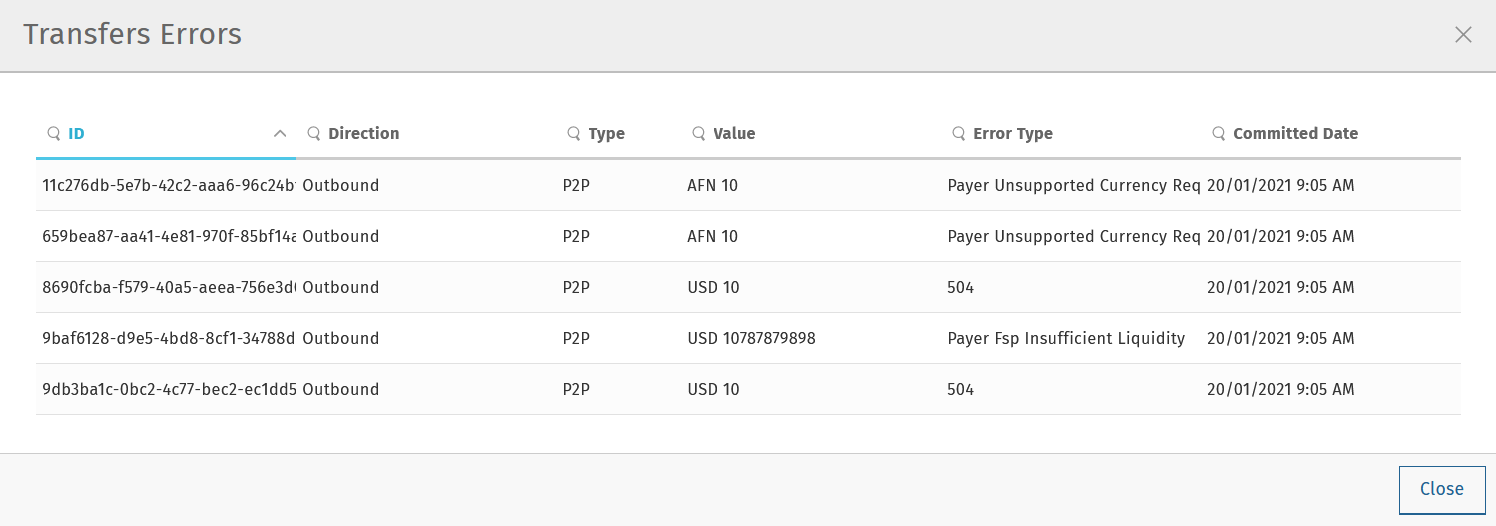 Transfers Errors
ID Direction Type Value Error Type Committed Date
11c276db-5e7b-42c2-aaa6-96c24b Outbound P2P AFN 10 Payer Unsupported Currency Req 20/01/2021 9:05 AM
659bea87-aa41-4e81-970f-85bf14a Outbound P2P AFN 10 Payer Unsupported Currency Req 20/01/2021 9:05 AM
8690fcba-f579-40a5-aeea-756e3d Outbound P2P USD 10 504 20/01/2021 9:05 AM
9baf6128-d9e5-4bd8-8cf1-34788d Outbound P2P USD 10787879898 Payer Fsp Insufficient Liquidity 20/01/2021 9:05 AM
9db3ba1c-0bc2-4c77-bec2-ec1dd5 Outbound P2P USD 10 504 20/01/2021 9:05 AM
Close